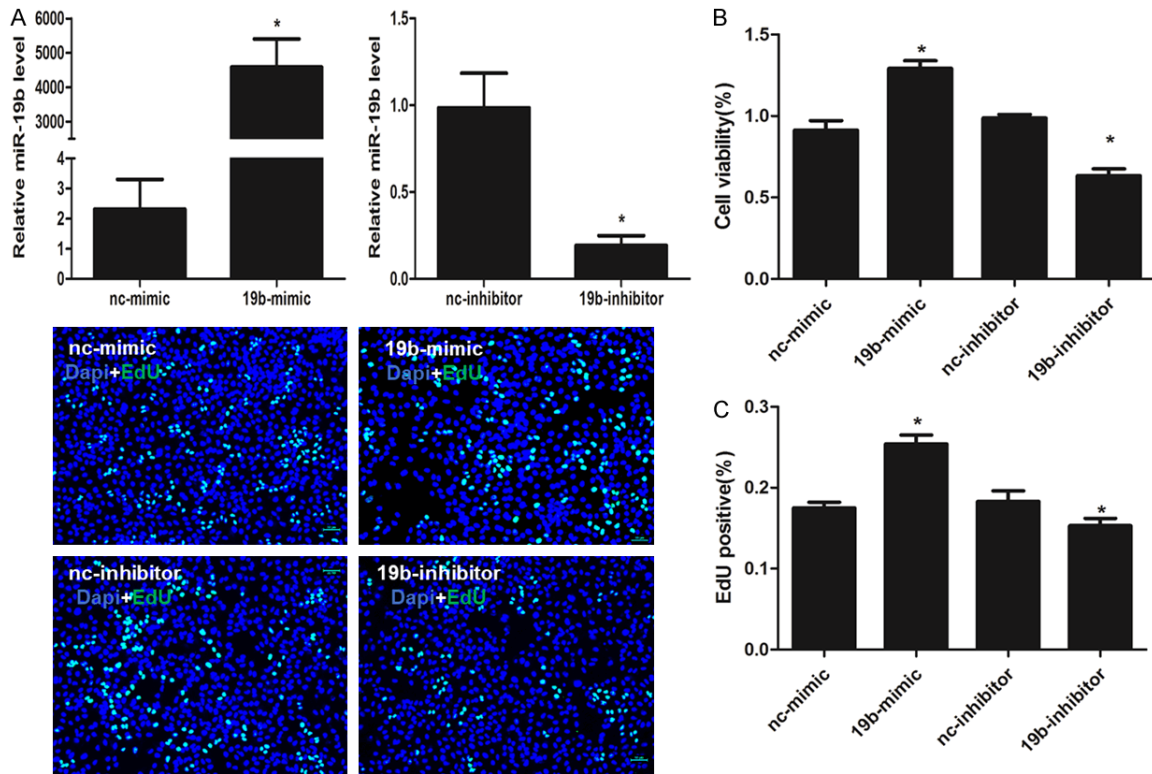 A
Relative miR-19b level
6000
5000
4000
3000
4
3
2
1
0
*
nc-mimic
19b-mimic
Relative miR-19b level
1.5
1.0
0.5
0.0
*
nc-inhibitor
19b-inhibitor
B
Cell viability(%)
1.5
1.0
0.5
0.0
*
*
nc-mimic
19b-mimic
nc-inhibitor
19b-inhibitor
nc-mimic
Dapi+EdU
19b-mimic
Dapi+EdU
nc-inhibitor
Dapi+EdU
19b-inhibitor
Dapi+EdU
C
EdU positive(%)
0.3
0.2
0.1
0.0
*
*
nc-mimic
19b-mimic
nc-inhibitor
19b-inhibitor